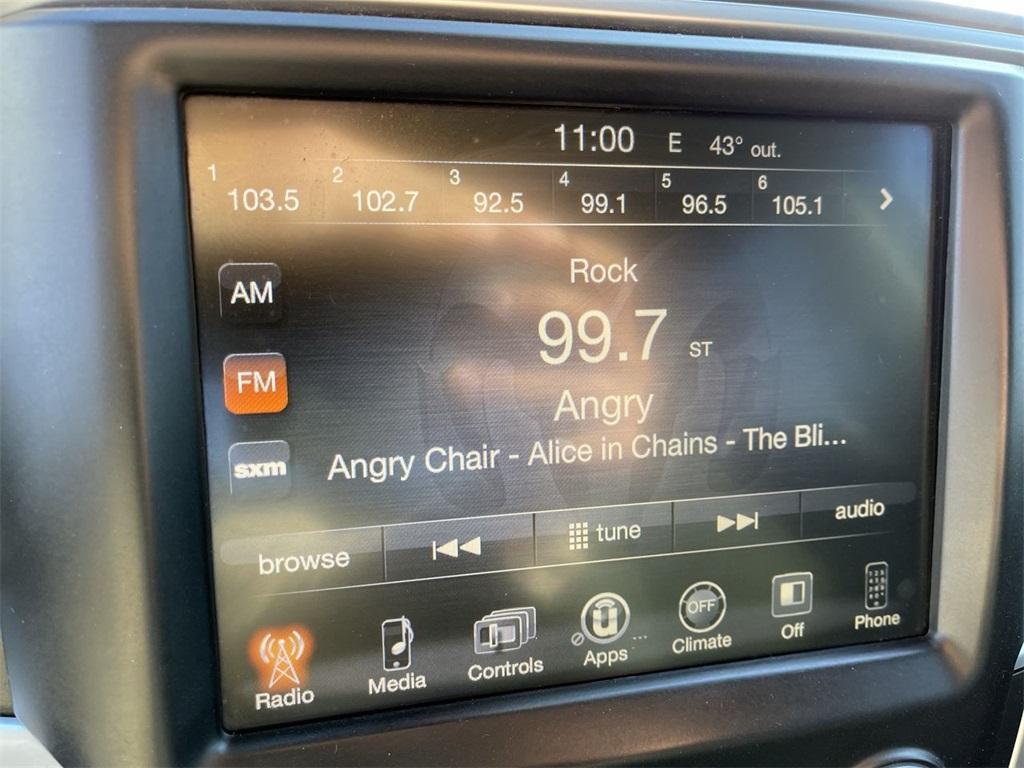 11:00 E 43° out.
1 103.5 2 102.7 3 92.5 4 99.1 5 96.5 6 105.1
AM
Rock
99.7 ST
FM
Angry
Angry Chair - Alice in Chains - The Bli...
sxm
browse tune audio
OFF
Radio Media Controls Apps ... Climate Off Phone